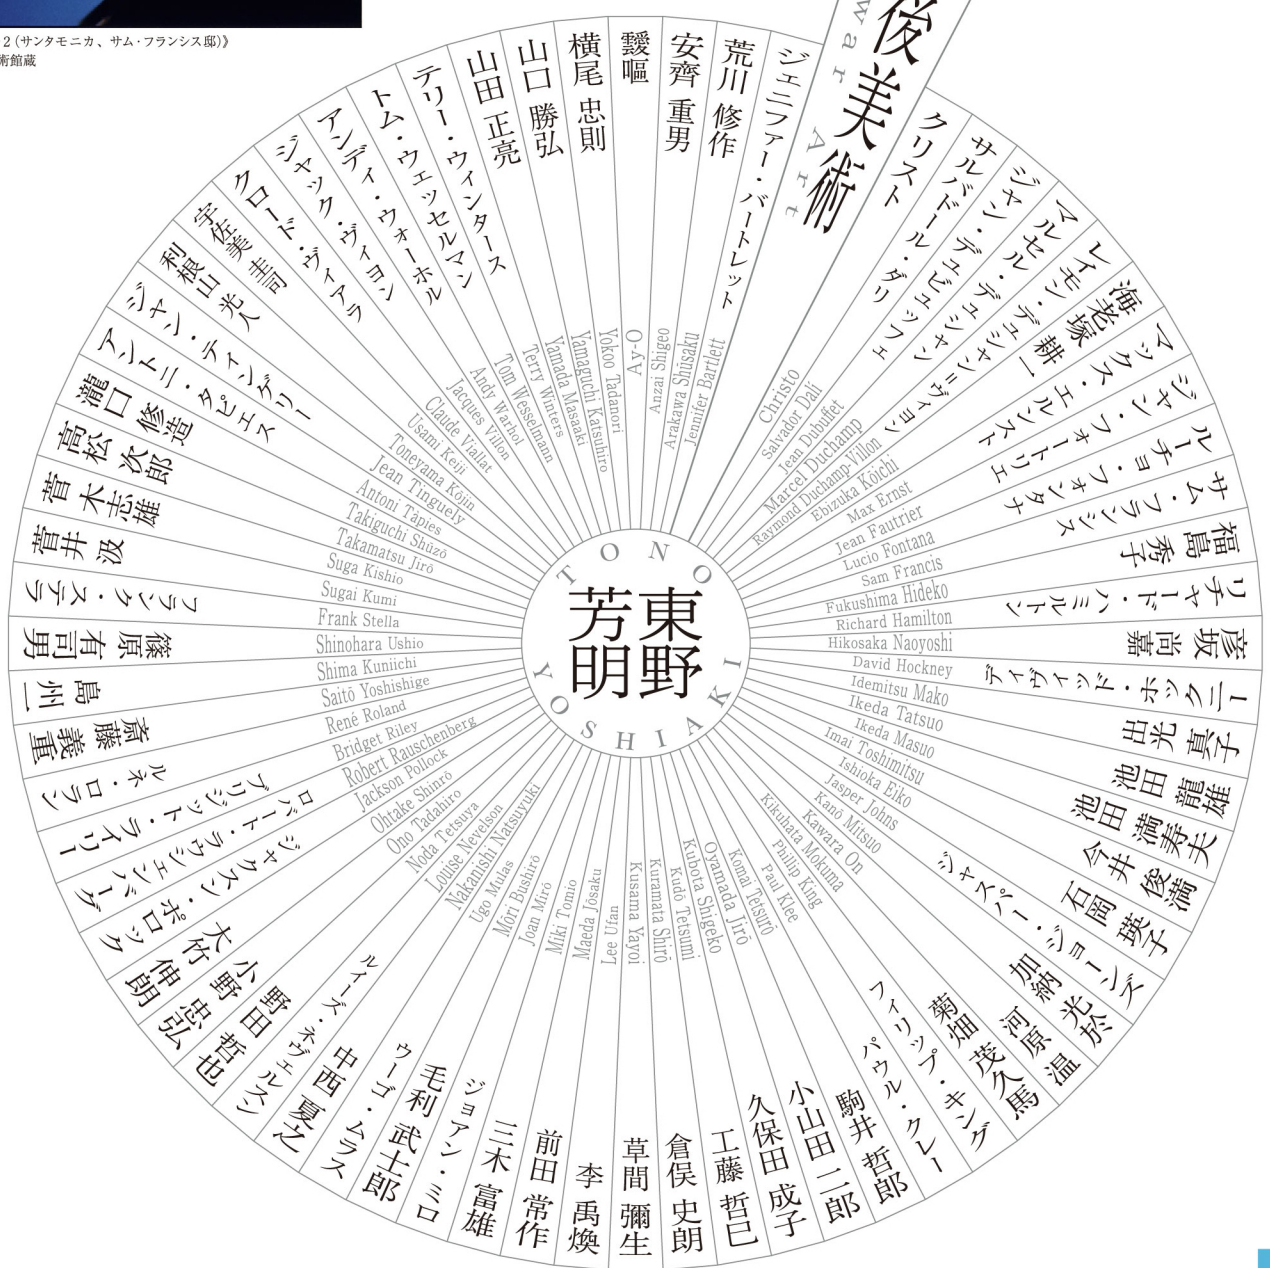 2（サンタモニカ、サム・フランシス邸）》
術館蔵
後美術
war Art
東野
芳明
TONO
YOSHIAKI
クリスト
Christo
サルバドール・ダリ
Salvador Dalí
ジャン・デュビュッフェ
Jean Dubuffet
マルセル・デュシャン
Marcel Duchamp
レイモン・デュシャン＝ヴィヨン
Raymond Duchamp-Villon
海老塚 耕一
Ebizuka Kōichi
マックス・エルンスト
Max Ernst
ジャン・フォートリエ
Jean Fautrier
ルーチョ・フォンタナ
Lucio Fontana
サム・フランシス
Sam Francis
福島 秀子
Fukushima Hideko
リチャード・ハミルトン
Richard Hamilton
彦坂 尚嘉
Hikosaka Naoyoshi
デイヴィッド・ホックニー
David Hockney
出光 真子
Idemitsu Mako
池田 龍雄
Ikeda Tatsuo
池田 満寿夫
Ikeda Masuo
今井 俊満
Imai Toshimitsu
石岡 瑛子
Ishioka Eiko
ジャスパー・ジョーンズ
Jasper Johns
加納 光於
Kanō Mitsuo
河原 温
Kawara On
菊畑 茂久馬
Kikuhata Mokuma
フィリップ・キング
Phillip King
パウル・クレー
Paul Klee
駒井 哲郎
Komai Tetsurō
小山田 二郎
Oyamada Jirō
久保田 成子
Kubota Shigeko
工藤 哲巳
Kudō Tetsumi
倉俣 史朗
Kuramata Shirō
草間 彌生
Kusama Yayoi
李 禹煥
Lee Ufan
前田 常作
Maeda Jōsaku
三木 富雄
Miki Tomio
ジョアン・ミロ
Joan Miró
毛利 武士郎
Mōri Bushirō
ウーゴ・ムラス
Ugo Mulas
中西 夏之
Nakanishi Natsuyuki
ルイーズ・ネヴェルスン
Louise Nevelson
野田 哲也
Noda Tetsuya
小野 忠弘
Ono Tadahiro
大竹 伸朗
Ohtake Shinrō
ジャクスン・ポロック
Jackson Pollock
ロバート・ラウシェンバーグ
Robert Rauschenberg
ブリジット・ライリー
Bridget Riley
ルネ・ロラン
René Roland
斎藤 義重
Saitō Yoshishige
島 州一
Shima Kuniichi
篠原 有司男
Shinohara Ushio
フランク・ステラ
Frank Stella
菅井 汲
Sugai Kumi
菅 木志雄
Suga Kishio
高松 次郎
Takamatsu Jirō
瀧口 修造
Takiguchi Shūzō
アントニ・タピエス
Antoni Tàpies
ジャン・ティンゲリー
Jean Tinguely
利根山 光人
Toneyama Kōjin
宇佐美 圭司
Usami Keiji
クロード・ヴィアラ
Claude Viallat
ジャック・ヴィヨン
Jacques Villon
アンディ・ウォーホル
Andy Warhol
トム・ウェッセルマン
Tom Wesselmann
テリー・ウィンタース
Terry Winters
山田 正亮
Yamada Masaaki
山口 勝弘
Yamaguchi Katsuhiro
横尾 忠則
Yokoo Tadanori
靉嘔
Ay-O
安齊 重男
Anzai Shigeo
荒川 修作
Arakawa Shūsaku
ジェニファー・バートレット
Jennifer Bartlett